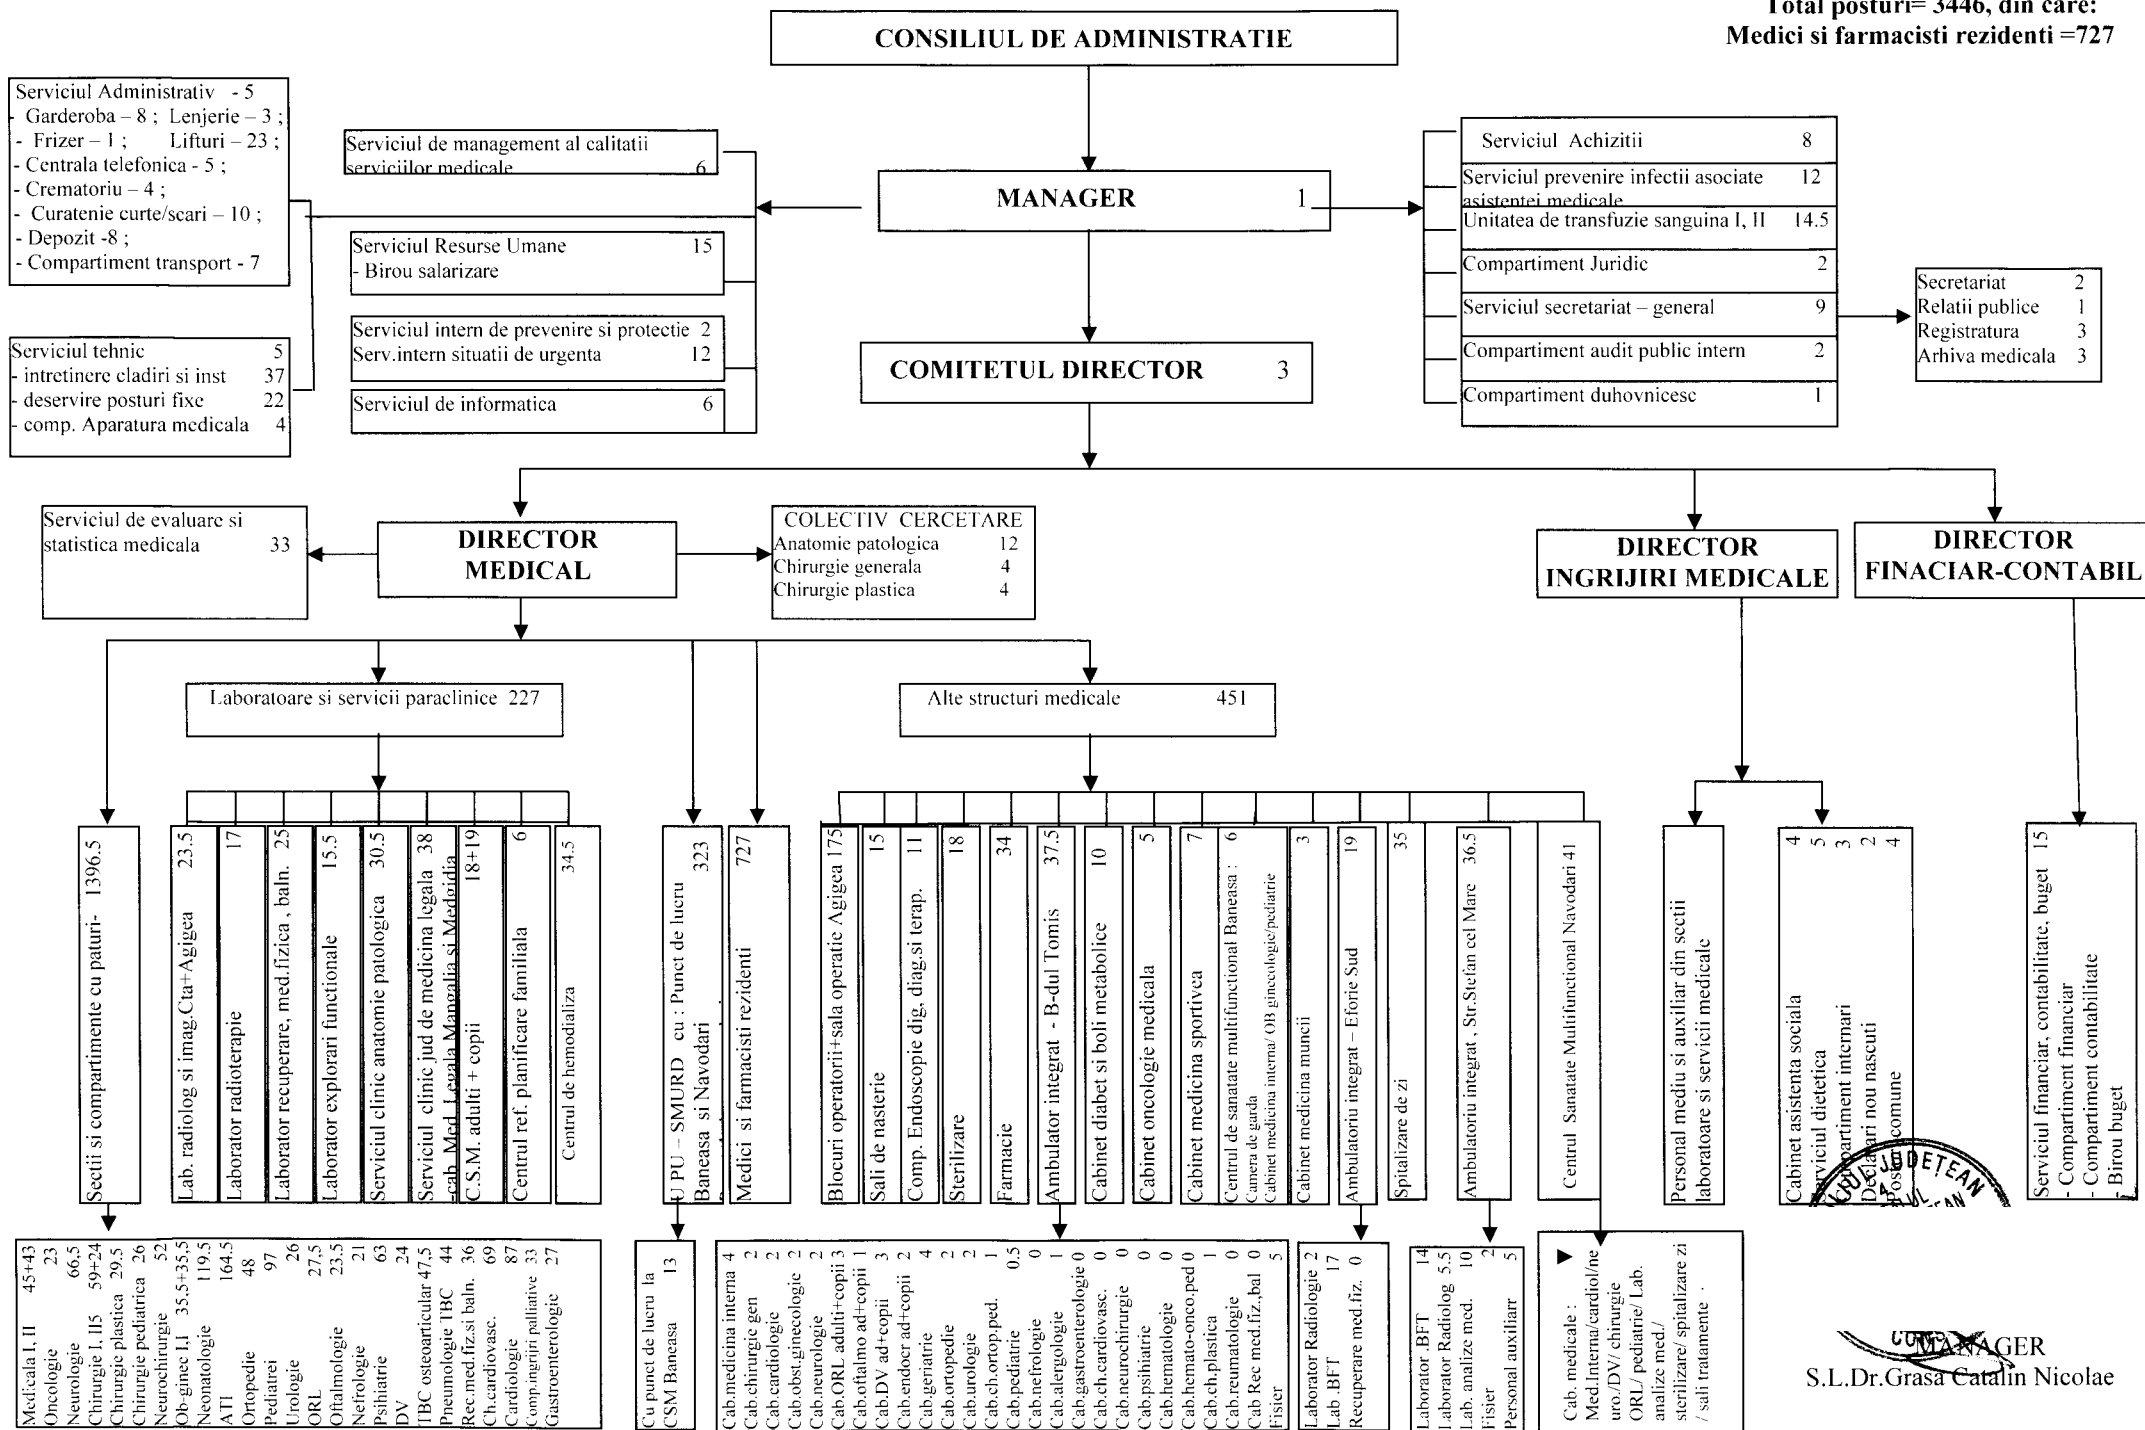 Total posturi= 3446, din care:
Medici si farmacisti rezidenti =727
CONSILIUL DE ADMINISTRATIE
Serviciul Administrativ - 5
- Garderoba – 8 ; Lenjerie – 3 ;
- Frizer – 1 ; Lifturi – 23 ;
- Centrala telefonica - 5 ;
- Crematoriu – 4 ;
- Curatenie curte/scari – 10 ;
- Depozit -8 ;
- Compartiment transport - 7
Serviciul tehnic 5
- intretinere cladiri si inst 37
- deservire posturi fixe 22
- comp. Aparatura medicala 4
Serviciul de management al calitatii
serviciilor medicale 6
Serviciul Resurse Umane 15
- Birou salarizare
Serviciul intern de prevenire si protectie 2
Serv.intern situatii de urgenta 12
Serviciul de informatica 6
MANAGER 1
COMITETUL DIRECTOR 3
Serviciul Achizitii 8
Serviciul prevenire infectii asociate 12
asistentei medicale
Unitatea de transfuzie sanguina I, II 14.5
Compartiment Juridic 2
Serviciul secretariat – general 9
Compartiment audit public intern 2
Compartiment duhovnicesc 1
Secretariat 2
Relatii publice 1
Registratura 3
Arhiva medicala 3
Serviciul de evaluare si
statistica medicala 33
DIRECTOR
MEDICAL
COLECTIV CERCETARE
Anatomie patologica 12
Chirurgie generala 4
Chirurgie plastica 4
DIRECTOR
INGRIJIRI MEDICALE
DIRECTOR
FINACIAR-CONTABIL
Laboratoare si servicii paraclinice 227
Alte structuri medicale 451
Sectii si compartimente cu paturi- 1396.5
Lab. radiolog si imag.Cta+Agigea 23.5
Laborator radioterapie 17
Laborator recuperare, med.fizica , baln. 25
Laborator explorari functionale 15.5
Serviciul clinic anatomie patologica 30.5
Serviciul clinic jud de medicina legala 38
-cab Med Legala Mangalia si Medgidia
C.S.M. adulti + copii 18+19
Centrul ref. planificare familiala 6
Centrul de hemodializa 34.5
U PU – SMURD cu : Punct de lucru
Baneasa si Navodari 323
Medici si farmacisti rezidenti 727
Blocuri operatorii+sala operatie Agigea 175
Sali de nasterie 15
Comp. Endoscopie dig, diag.si terap. 11
Sterilizare 18
Farmacie 34
Ambulator integrat - B-dul Tomis 37.5
Cabinet diabet si boli metabolice 10
Cabinet oncologie medicala 5
Cabinet medicina sportivea 7
Centrul de sanatate multifunctional Baneasa : 6
Camera de garda
Cabinet medicina interna/ OB gincologie/pediatrie
Cabinet medicina muncii 3
Ambulatoriu integrat – Eforie Sud 19
Spitalizare de zi 35
Ambulatoriu integrat , Str.Stefan cel Mare 36.5
Centrul Sanatate Multifunctional Navodari 41
Personal mediu si auxiliar din sectii
laboratoare si servicii medicale
Cabinet asistenta sociala 4
Serviciul dietetica 5
Compartiment internari 3
Declarari nou nascuti 2
Posturi comune 4
Serviciul financiar, contabilitate, buget 15
- Compartiment financiar
- Compartiment contabilitate
- Birou buget
Medicala I, II 45+43
Oncologie 23
Neurologie 66,5
Chirurgie I, II5 59+24
Chirurgie plastica 29.5
Chirurgie pediatrica 26
Neurochirurgie 52
Ob-ginec I,I 35.5+35,5
Neonatologie 119.5
ATI 164.5
Ortopedie 48
Pediatrei 97
Urologie 26
ORL 27,5
Oftalmologie 23.5
Nefrologie 21
Psihiatrie 63
DV 24
TBC osteoarticular 47,5
Pneumologie TBC 44
Rec.med.fiz.si baln. 36
Ch.cardiovasc. 69
Cardiologie 87
Comp.ingrijri palliative 33
Gastroenterologie 27
Cu punct de lucru la
CSM Baneasa 13
Cab.medicina interna 4
Cab.chirurgie gen 2
Cab.cardiologie 2
Cab.obst.ginecologie 2
Cab.neurologie 2
Cab.ORL adulti+copii 3
Cab.oftalmo ad+copii 1
Cab.DV ad+copii 3
Cab.endocr ad+copii 2
Cab.geriatrie 4
Cab.ortopedie 2
Cab.urologie 2
Cab.ch.ortop.ped. 1
Cab.pediatrie 0.5
Cab.nefrologie 0
Cab.alergologie 1
Cab.gastroenterologie 0
Cab.ch.cardiovasc. 0
Cab.neurochirurgie 0
Cab.psihiatrie 0
Cab.hematologie 0
Cab.hemato-onco.ped 0
Cab.ch.plastica 1
Cab.reumatologie 0
Cab Rec med.fiz.,bal 0
Fisier 5
Laborator Radiologie 2
Lab .BFT 17
Recuperare med.fiz. 0
Laborator .BFT 14
Laborator Radiolog 5.5
Lab. analize med. 10
Fisier 2
Personal auxiliarr 5
Cab. medicale :
Med.Interna/cardiol/ne
uro./DV/ chirurgie
ORL/ pediatrie/ Lab.
analize med./
sterilizare/ spitalizare zi
/ sali tratamente .
MANAGER
S.L.Dr.Grasa Catalin Nicolae